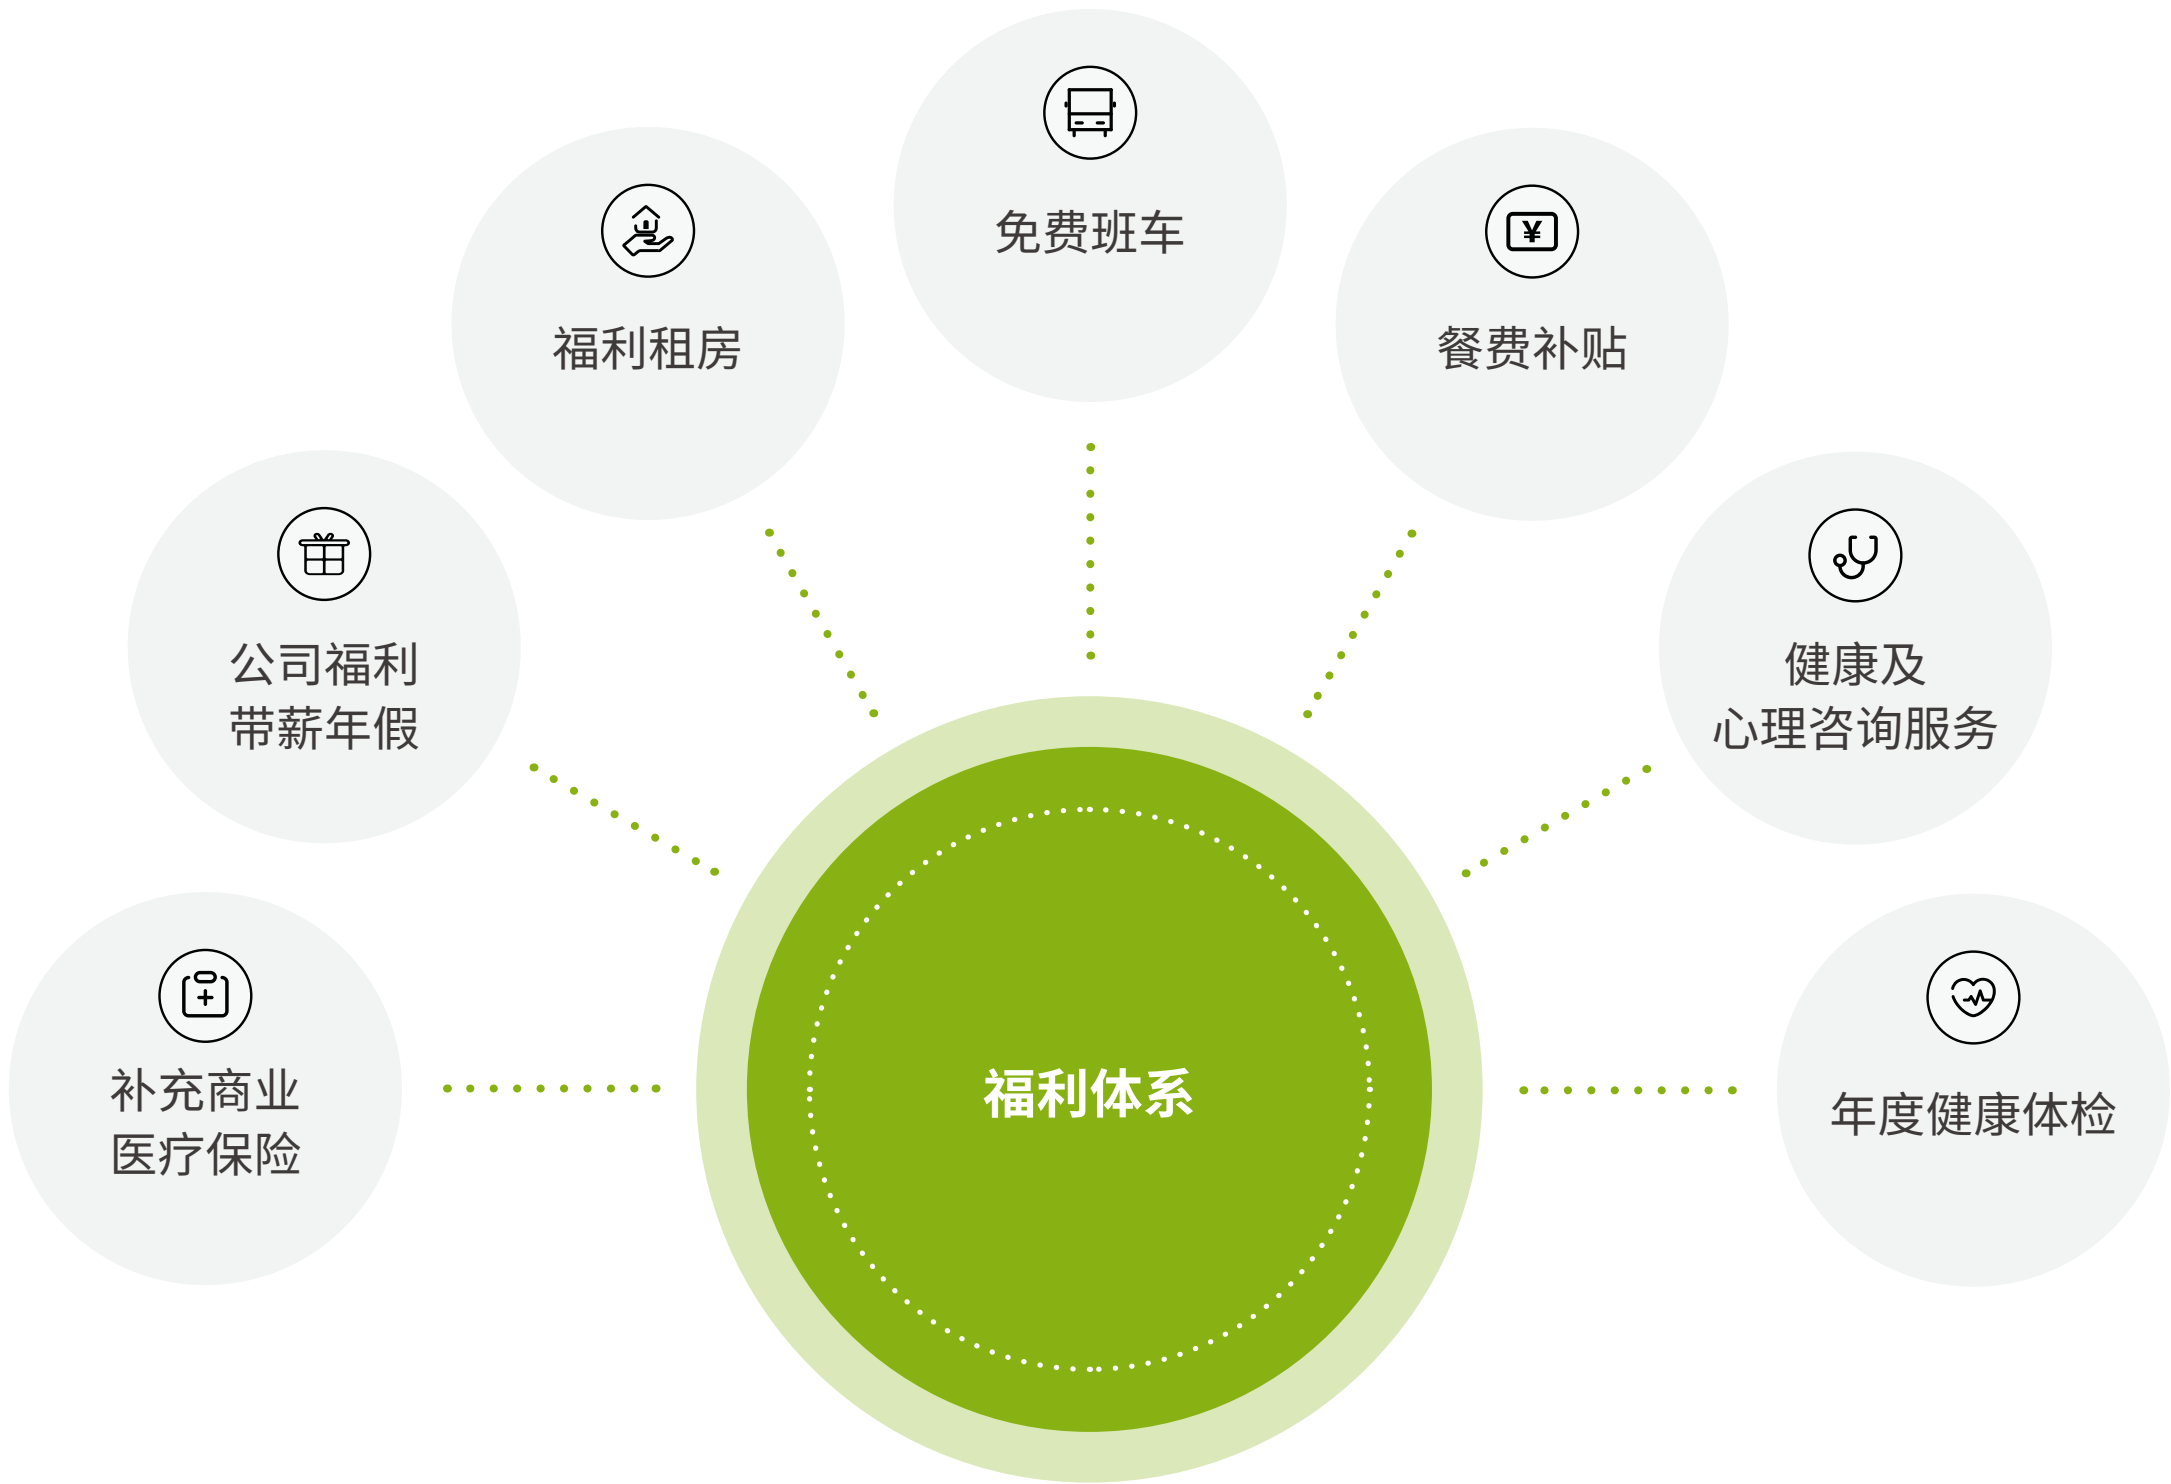 免费班车
福利租房
餐费补贴
公司福利
带薪年假
健康及
心理咨询服务
补充商业
医疗保险
福利体系
年度健康体检
¥